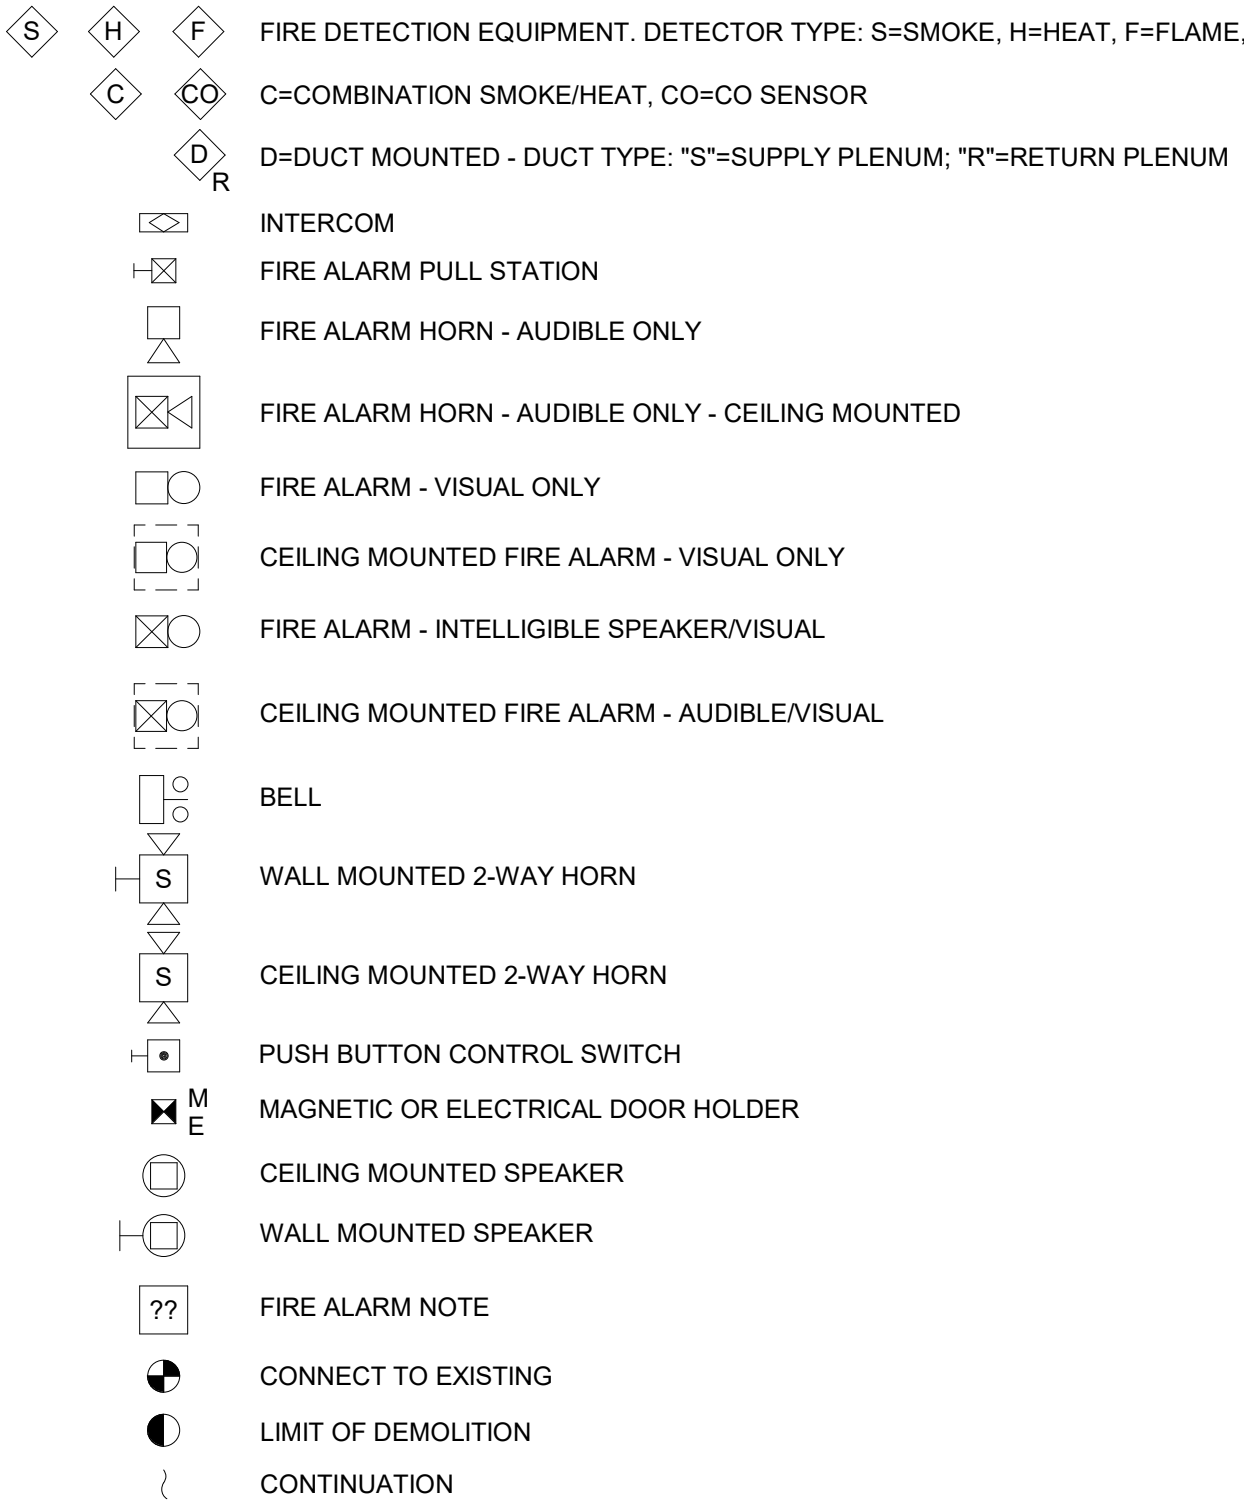 S H F FIRE DETECTION EQUIPMENT. DETECTOR TYPE: S=SMOKE, H=HEAT, F=FLAME,
C CO C=COMBINATION SMOKE/HEAT, CO=CO SENSOR
D R D=DUCT MOUNTED - DUCT TYPE: "S"=SUPPLY PLENUM; "R"=RETURN PLENUM
INTERCOM
FIRE ALARM PULL STATION
FIRE ALARM HORN - AUDIBLE ONLY
FIRE ALARM HORN - AUDIBLE ONLY - CEILING MOUNTED
FIRE ALARM - VISUAL ONLY
CEILING MOUNTED FIRE ALARM - VISUAL ONLY
FIRE ALARM - INTELLIGIBLE SPEAKER/VISUAL
CEILING MOUNTED FIRE ALARM - AUDIBLE/VISUAL
BELL
S WALL MOUNTED 2-WAY HORN
S CEILING MOUNTED 2-WAY HORN
PUSH BUTTON CONTROL SWITCH
M E MAGNETIC OR ELECTRICAL DOOR HOLDER
CEILING MOUNTED SPEAKER
WALL MOUNTED SPEAKER
?? FIRE ALARM NOTE
CONNECT TO EXISTING
LIMIT OF DEMOLITION
CONTINUATION